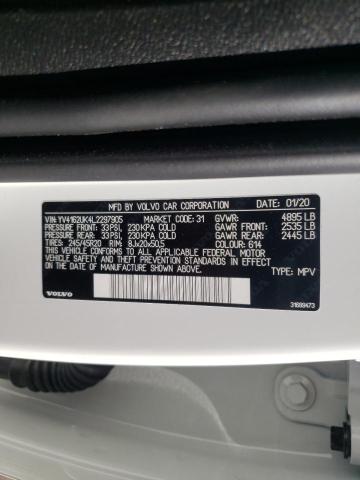 MFD BY VOLVO CAR CORPORATION DATE: 01/20
VIN: YV4162UK4L2297905 MARKET CODE: 31 GVWR: 4895 LB
PRESSURE FRONT: 33PSI, 230KPA COLD GAWR FRONT: 2535 LB
PRESSURE REAR: 33PSI, 230KPA COLD GAWR REAR: 2445 LB
TIRES: 245/45R20 RIM: 8Jx20x50,5 COLOUR: 614
THIS VEHICLE CONFORMS TO ALL APPLICABLE FEDERAL MOTOR
VEHICLE SAFETY AND THEFT PREVENTION STANDARDS IN EFFECT
ON THE DATE OF MANUFACTURE SHOWN ABOVE. TYPE: MPV
VOLVO 31699473